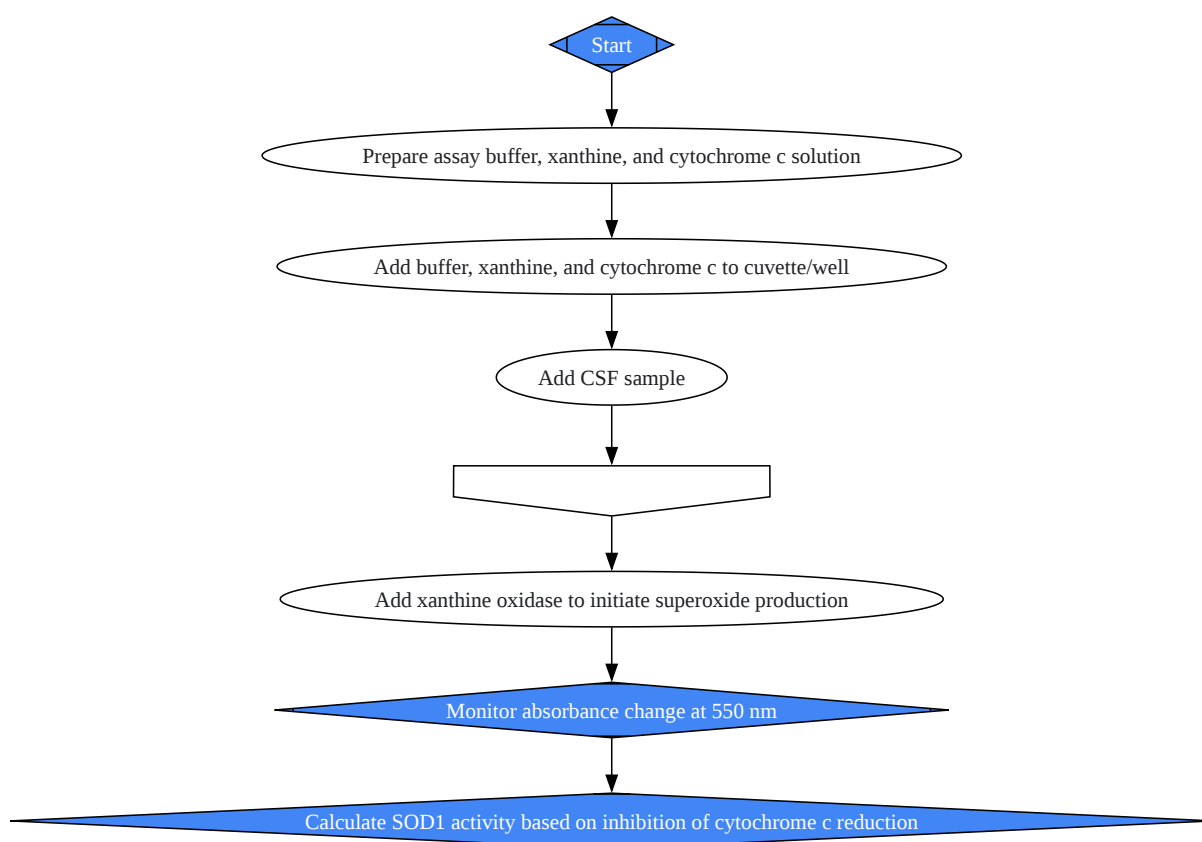 Start
Prepare assay buffer, xanthine, and cytochrome c solution
Add buffer, xanthine, and cytochrome c to cuvette/well
Add CSF sample
Add xanthine oxidase to initiate superoxide production
Monitor absorbance change at 550 nm
Calculate SOD1 activity based on inhibition of cytochrome c reduction